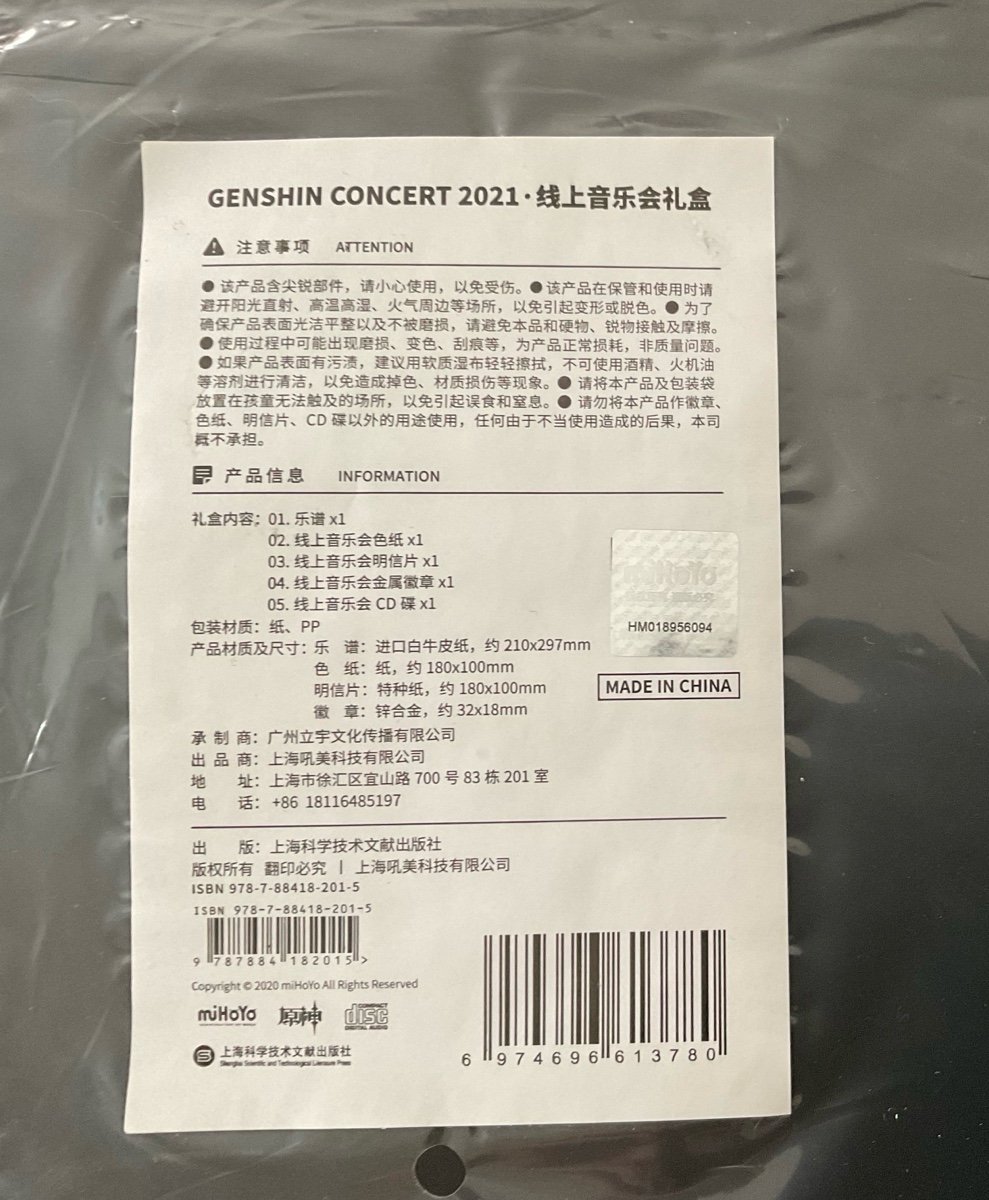 GENSHIN CONCERT 2021·线上音乐会礼盒
注意事项 ATTENTION
● 该产品含尖锐部件，请小心使用，以免受伤。● 该产品在保管和使用时请
避开阳光直射、高温高湿、火气周边等场所，以免引起变形或脱色。● 为了
确保产品表面光洁平整以及不被磨损，请避免本品和硬物、锐物接触及摩擦。
● 使用过程中可能出现磨损、变色、刮痕等，为产品正常损耗，非质量问题。
● 如果产品表面有污渍，建议用软质湿布轻轻擦拭，不可使用酒精、火机油
等溶剂进行清洁，以免造成掉色、材质损伤等现象。● 请将本产品及包装袋
放置在孩童无法触及的场所，以免引起误食和窒息。● 请勿将本产品作徽章、
色纸、明信片、CD 碟以外的用途使用，任何由于不当使用造成的后果，本司
概不承担。
产品信息 INFORMATION
礼盒内容：01. 乐谱 x1
02. 线上音乐会色纸 x1
03. 线上音乐会明信片 x1
04. 线上音乐会金属徽章 x1
05. 线上音乐会 CD 碟 x1
包装材质：纸、PP
产品材质及尺寸：乐 谱：进口白牛皮纸，约 210x297mm
色 纸：纸，约 180x100mm
明信片：特种纸，约 180x100mm
徽 章：锌合金，约 32x18mm
miHoYo
HM018956094
MADE IN CHINA
承 制 商：广州立宇文化传播有限公司
出 品 商：上海吼美科技有限公司
地 址：上海市徐汇区宜山路 700 号 83 栋 201 室
电 话：+86 18116485197
出 版：上海科学技术文献出版社
版权所有 翻印必究 | 上海吼美科技有限公司
ISBN 978-7-88418-201-5
ISBN 978-7-88418-201-5
9 787884 182015 >
Copyright © 2020 miHoYo All Rights Reserved
miHoYo 原神 COMPACT disc DIGITAL AUDIO
上海科学技术文献出版社
Shanghai Scientific and Technological Literature Press
6 974696 613780